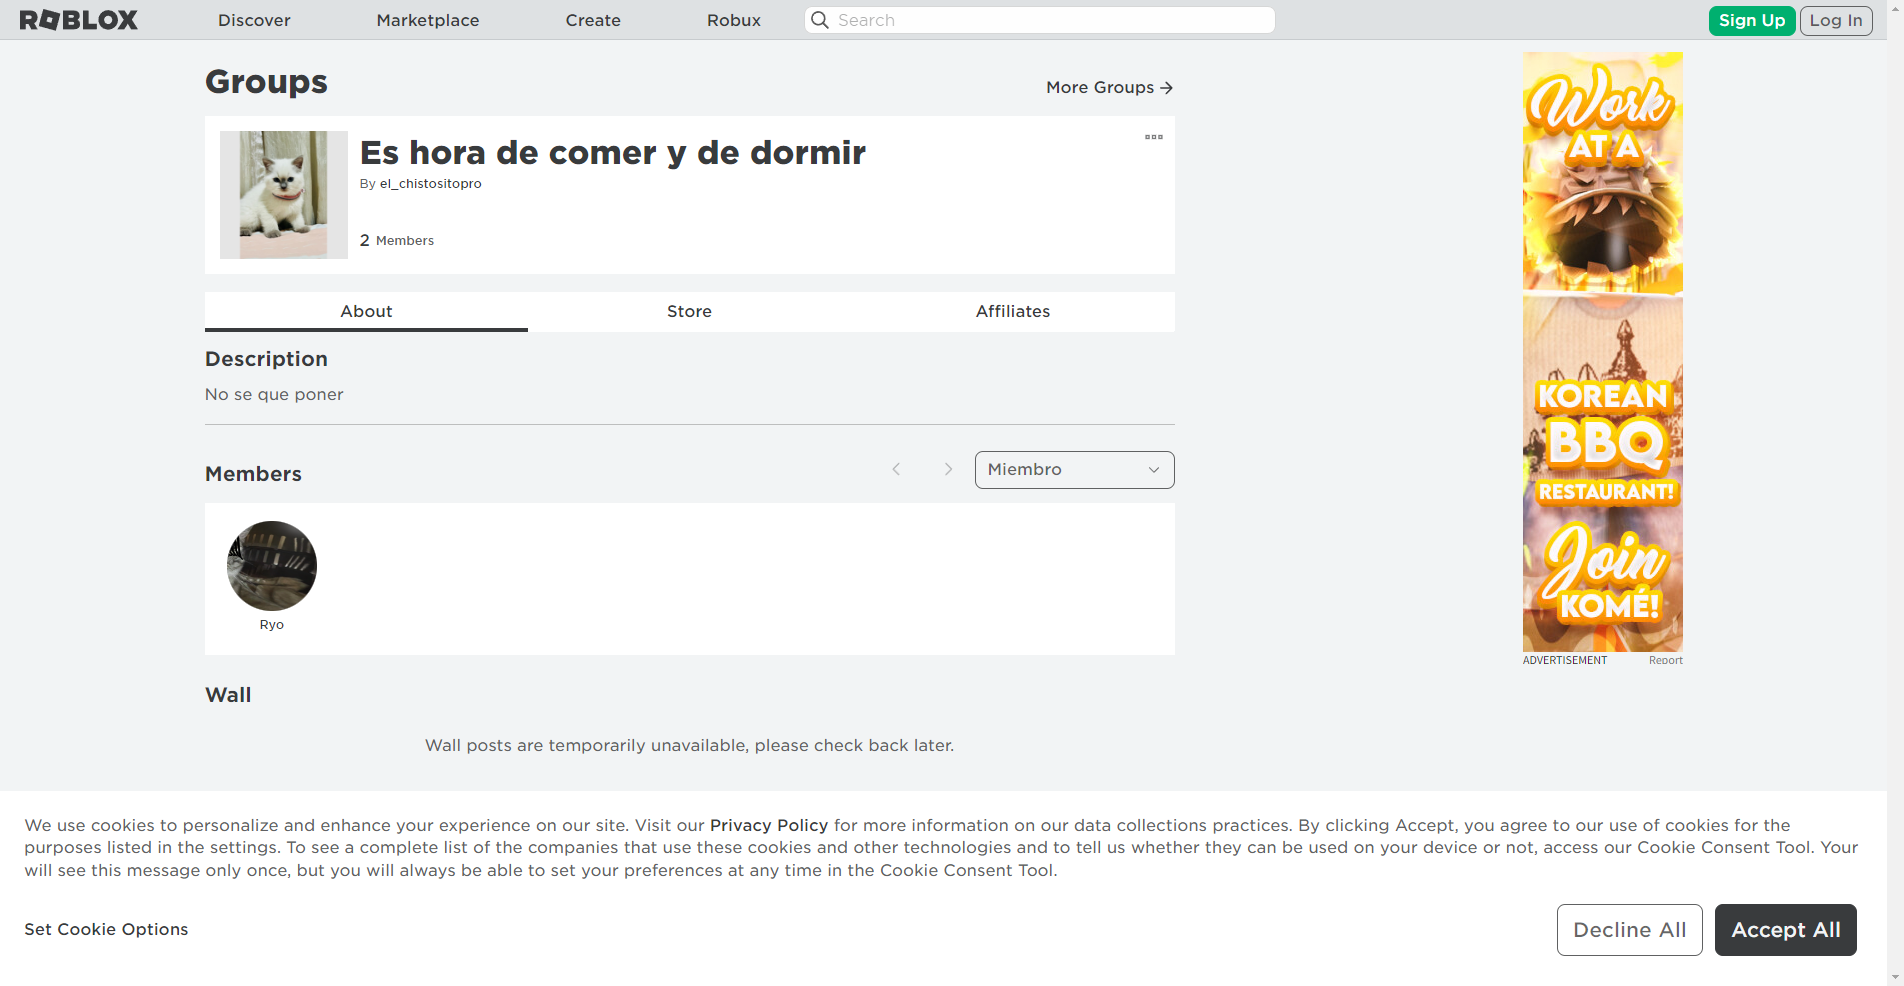 ROBLOX
Discover
Marketplace
Create
Robux
Search
Sign Up
Log In
Groups
More Groups
Es hora de comer y de dormir
By el_chistositopro
2 Members
About
Store
Affiliates
Description
No se que poner
Members
Miembro
Ryo
Wall
Wall posts are temporarily unavailable, please check back later.
Work
AT A
KOREAN
BBQ
RESTAURANT!
Join
KOMÉ!
ADVERTISEMENT
Report
We use cookies to personalize and enhance your experience on our site. Visit our Privacy Policy for more information on our data collections practices. By clicking Accept, you agree to our use of cookies for the
purposes listed in the settings. To see a complete list of the companies that use these cookies and other technologies and to tell us whether they can be used on your device or not, access our Cookie Consent Tool. Your
will see this message only once, but you will always be able to set your preferences at any time in the Cookie Consent Tool.
Set Cookie Options
Decline All
Accept All